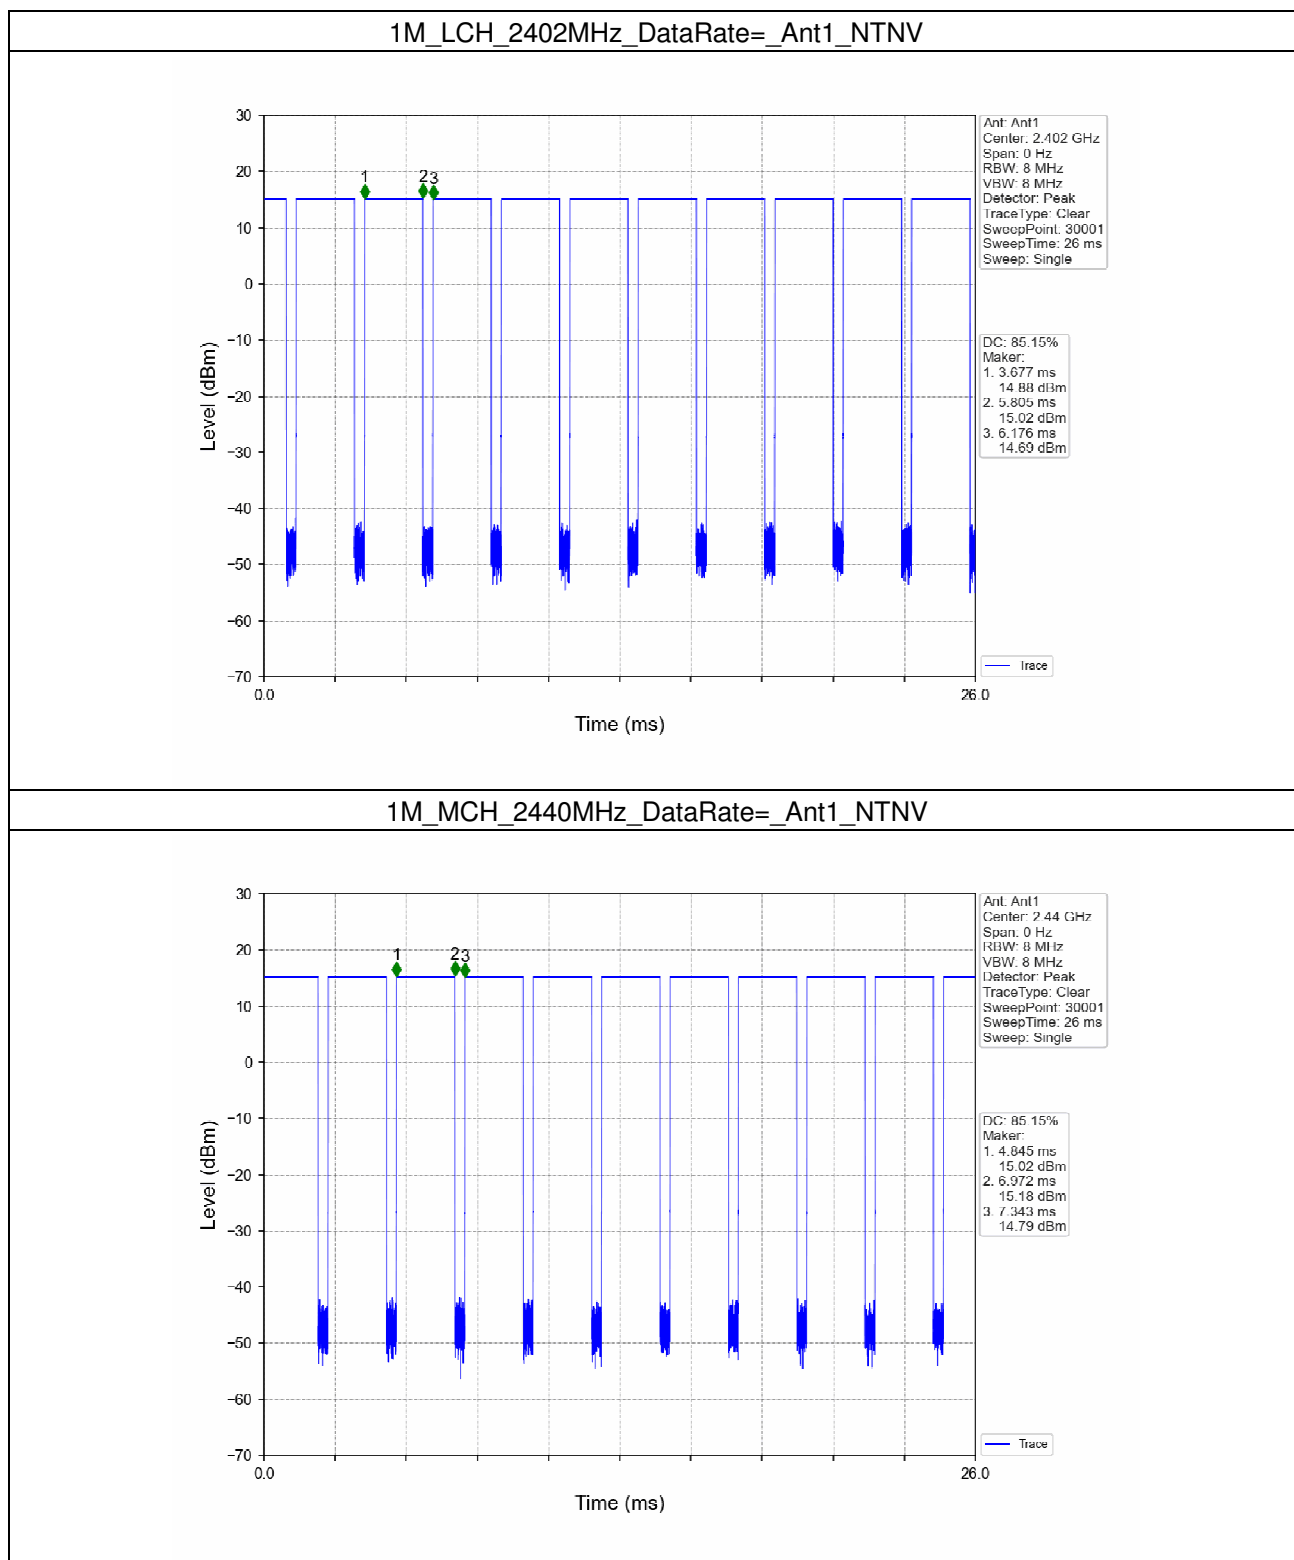 1M_LCH_2402MHz_DataRate=_Ant1_NTNV
30
20
10
0
−10
−20
−30
−40
−50
−60
−70
Level (dBm)
1
2
3
0.0
26.0
Time (ms)
Ant: Ant1
Center: 2.402 GHz
Span: 0 Hz
RBW: 8 MHz
VBW: 8 MHz
Detector: Peak
TraceType: Clear
SweepPoint: 30001
SweepTime: 26 ms
Sweep: Single
DC: 85.15%
Maker:
1. 3.677 ms
14.88 dBm
2. 5.805 ms
15.02 dBm
3. 6.176 ms
14.69 dBm
Trace
1M_MCH_2440MHz_DataRate=_Ant1_NTNV
30
20
10
0
−10
−20
−30
−40
−50
−60
−70
Level (dBm)
1
2
3
0.0
26.0
Time (ms)
Ant: Ant1
Center: 2.44 GHz
Span: 0 Hz
RBW: 8 MHz
VBW: 8 MHz
Detector: Peak
TraceType: Clear
SweepPoint: 30001
SweepTime: 26 ms
Sweep: Single
DC: 85.15%
Maker:
1. 4.845 ms
15.02 dBm
2. 6.972 ms
15.18 dBm
3. 7.343 ms
14.79 dBm
Trace